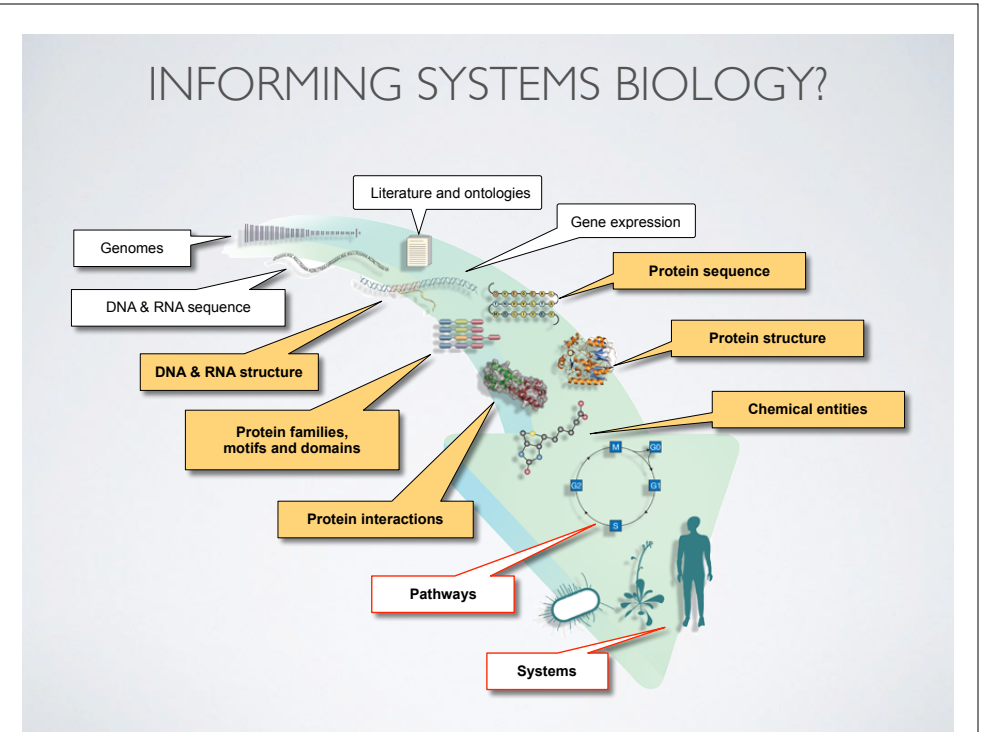 INFORMING SYSTEMS BIOLOGY?
Literature and ontologies
Gene expression
Genomes
Protein sequence
DNA & RNA sequence
Protein structure
DNA & RNA structure
Chemical entities
Protein families,
motifs and domains
M
G0
G2
G1
Protein interactions
S
Pathways
Systems